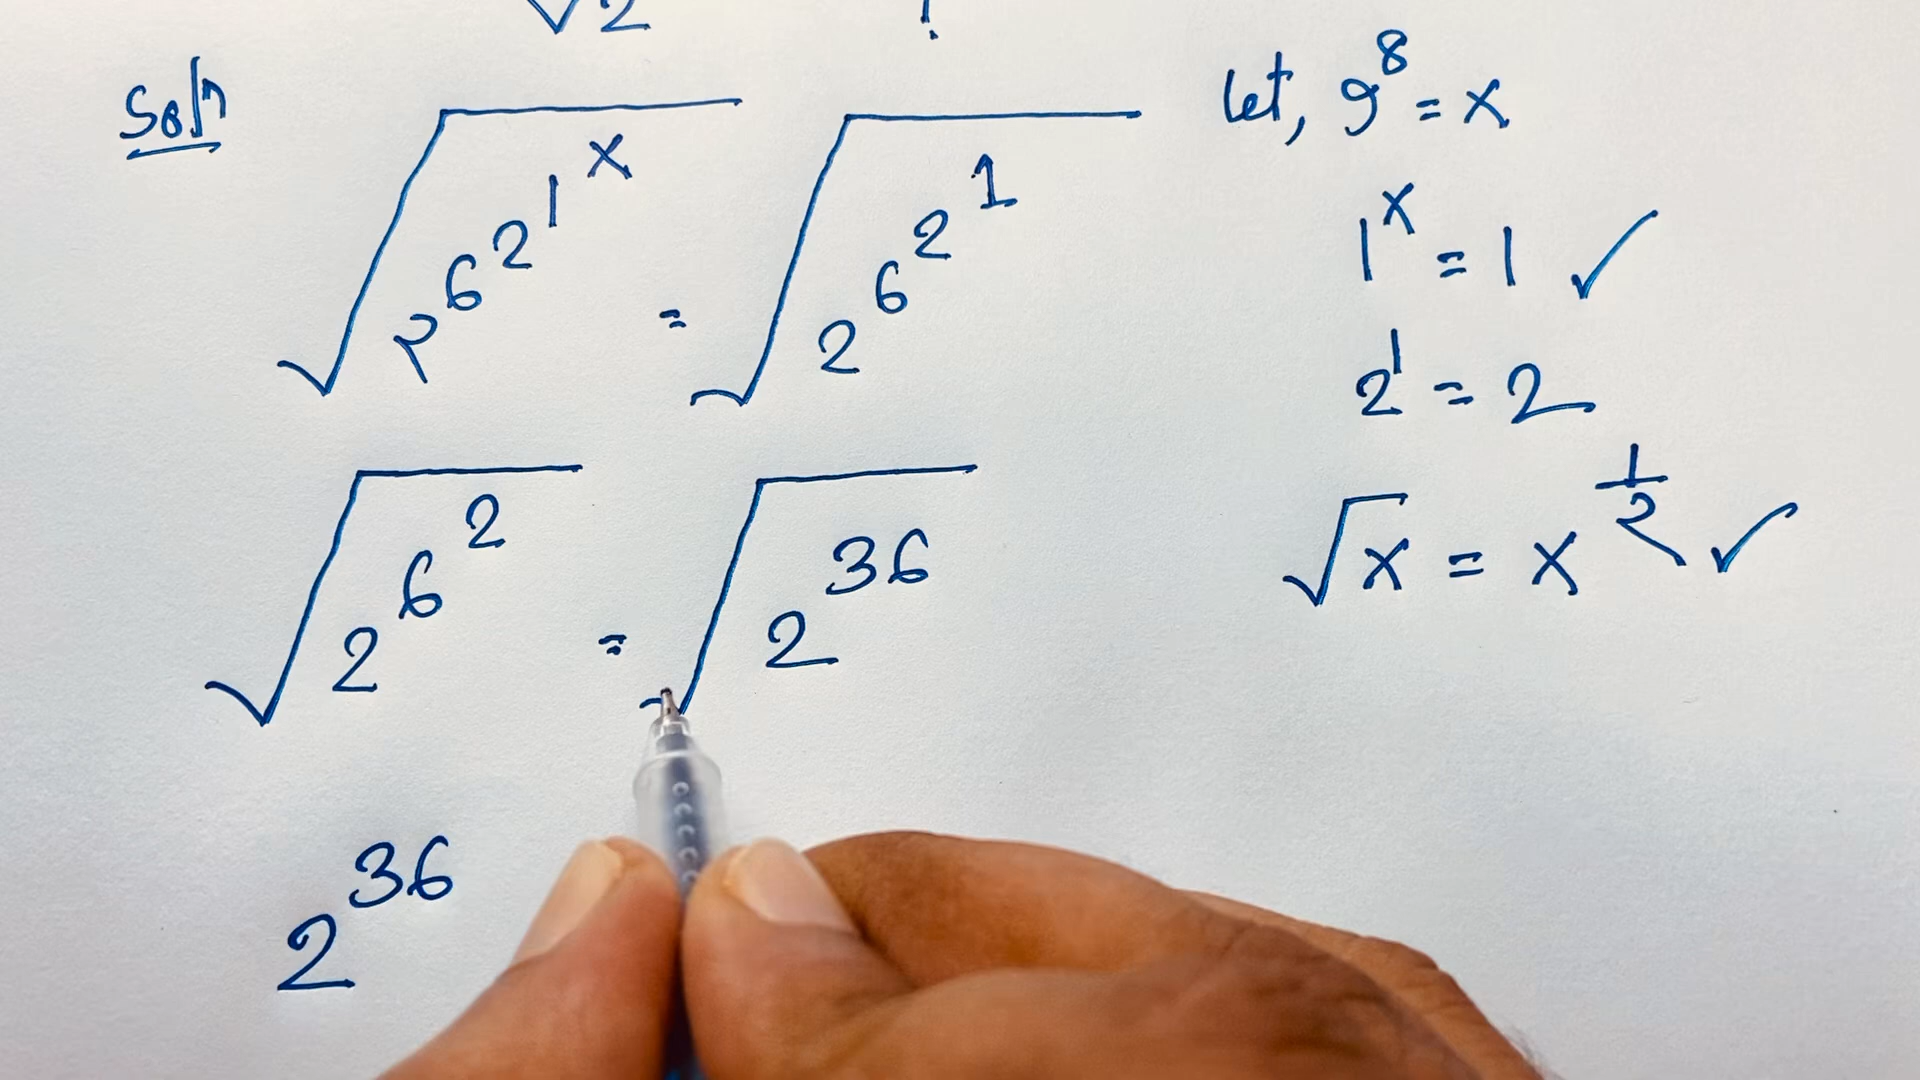 √2 ?
Soln
√2^6^2^1^x = √2^6^2^1
√2^6^2 = √2^36
2^36
let, 9^8 = x
1^x = 1 ✓
2^1 = 2
√x = x^1/2 ✓